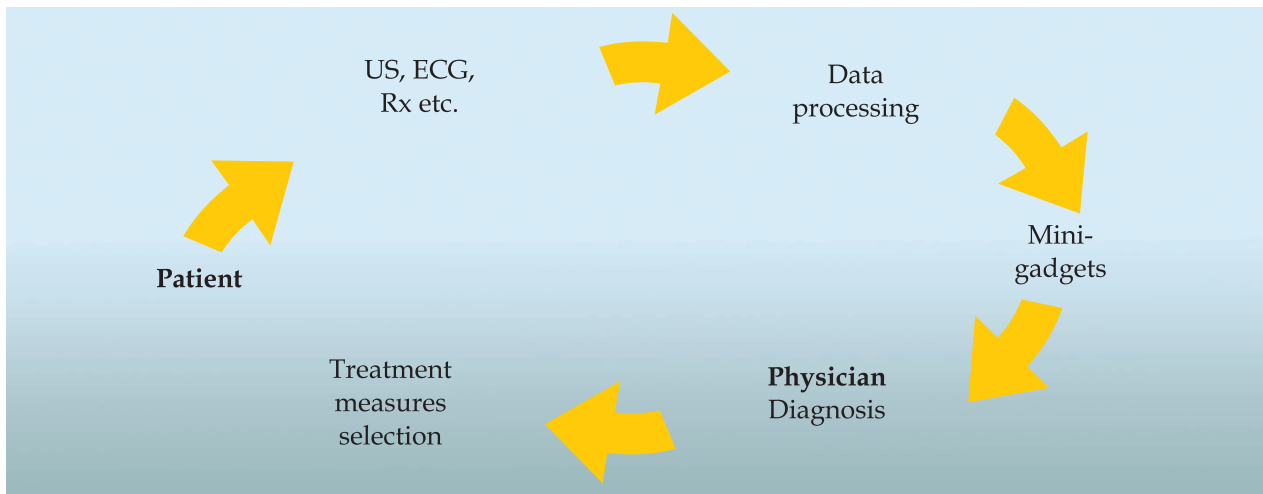 US, ECG,
Rx etc.
Data
processing
Mini-
gadgets
Physician
Diagnosis
Treatment
measures
selection
Patient